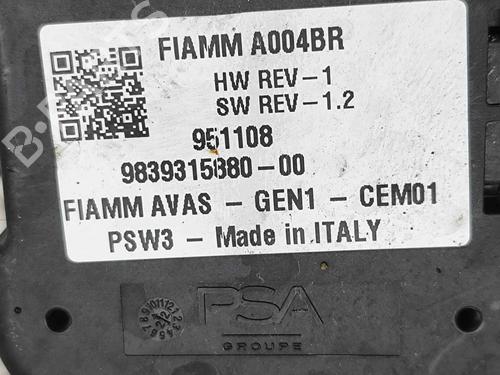 FIAMM A004BR
HW REV-1
SW REV-1.2
951108
9839315880-00
FIAMM AVAS - GEN1 - CEM01
PSW3 - Made in ITALY
PSA
GROUPE